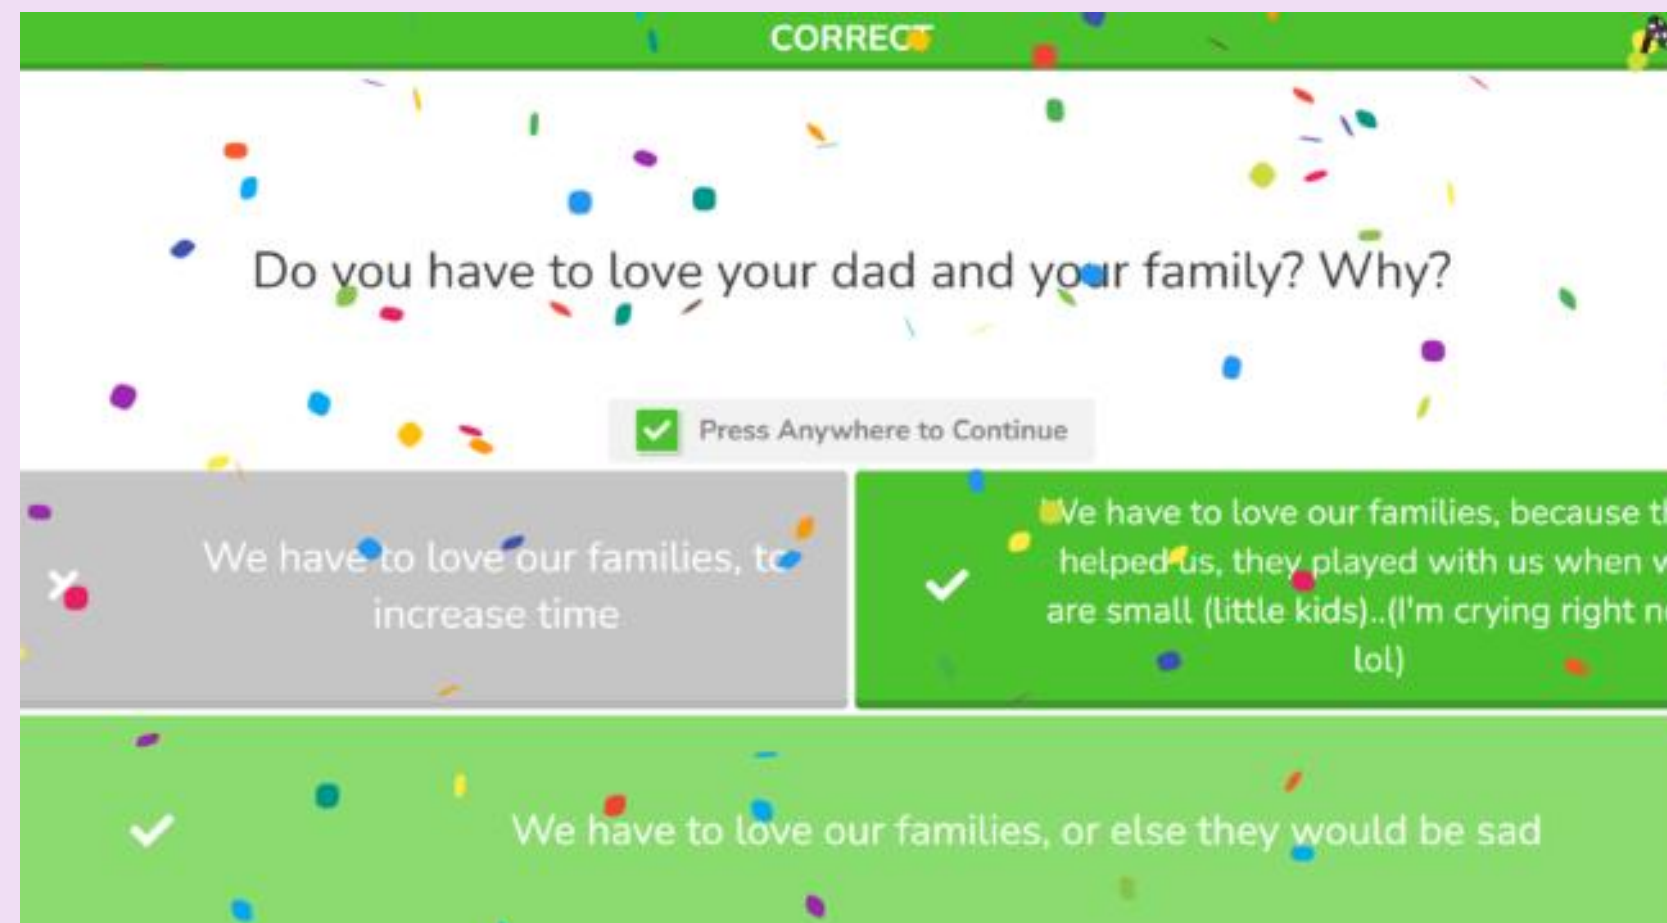 CORRECT
Do you have to love your dad and your family? Why?
Press Anywhere to Continue
We have to love our families, to
increase time
We have to love our families, because
helped us, they played with us when
are small (little kids)..(I'm crying right
lol)
We have to love our families, or else they would be sad